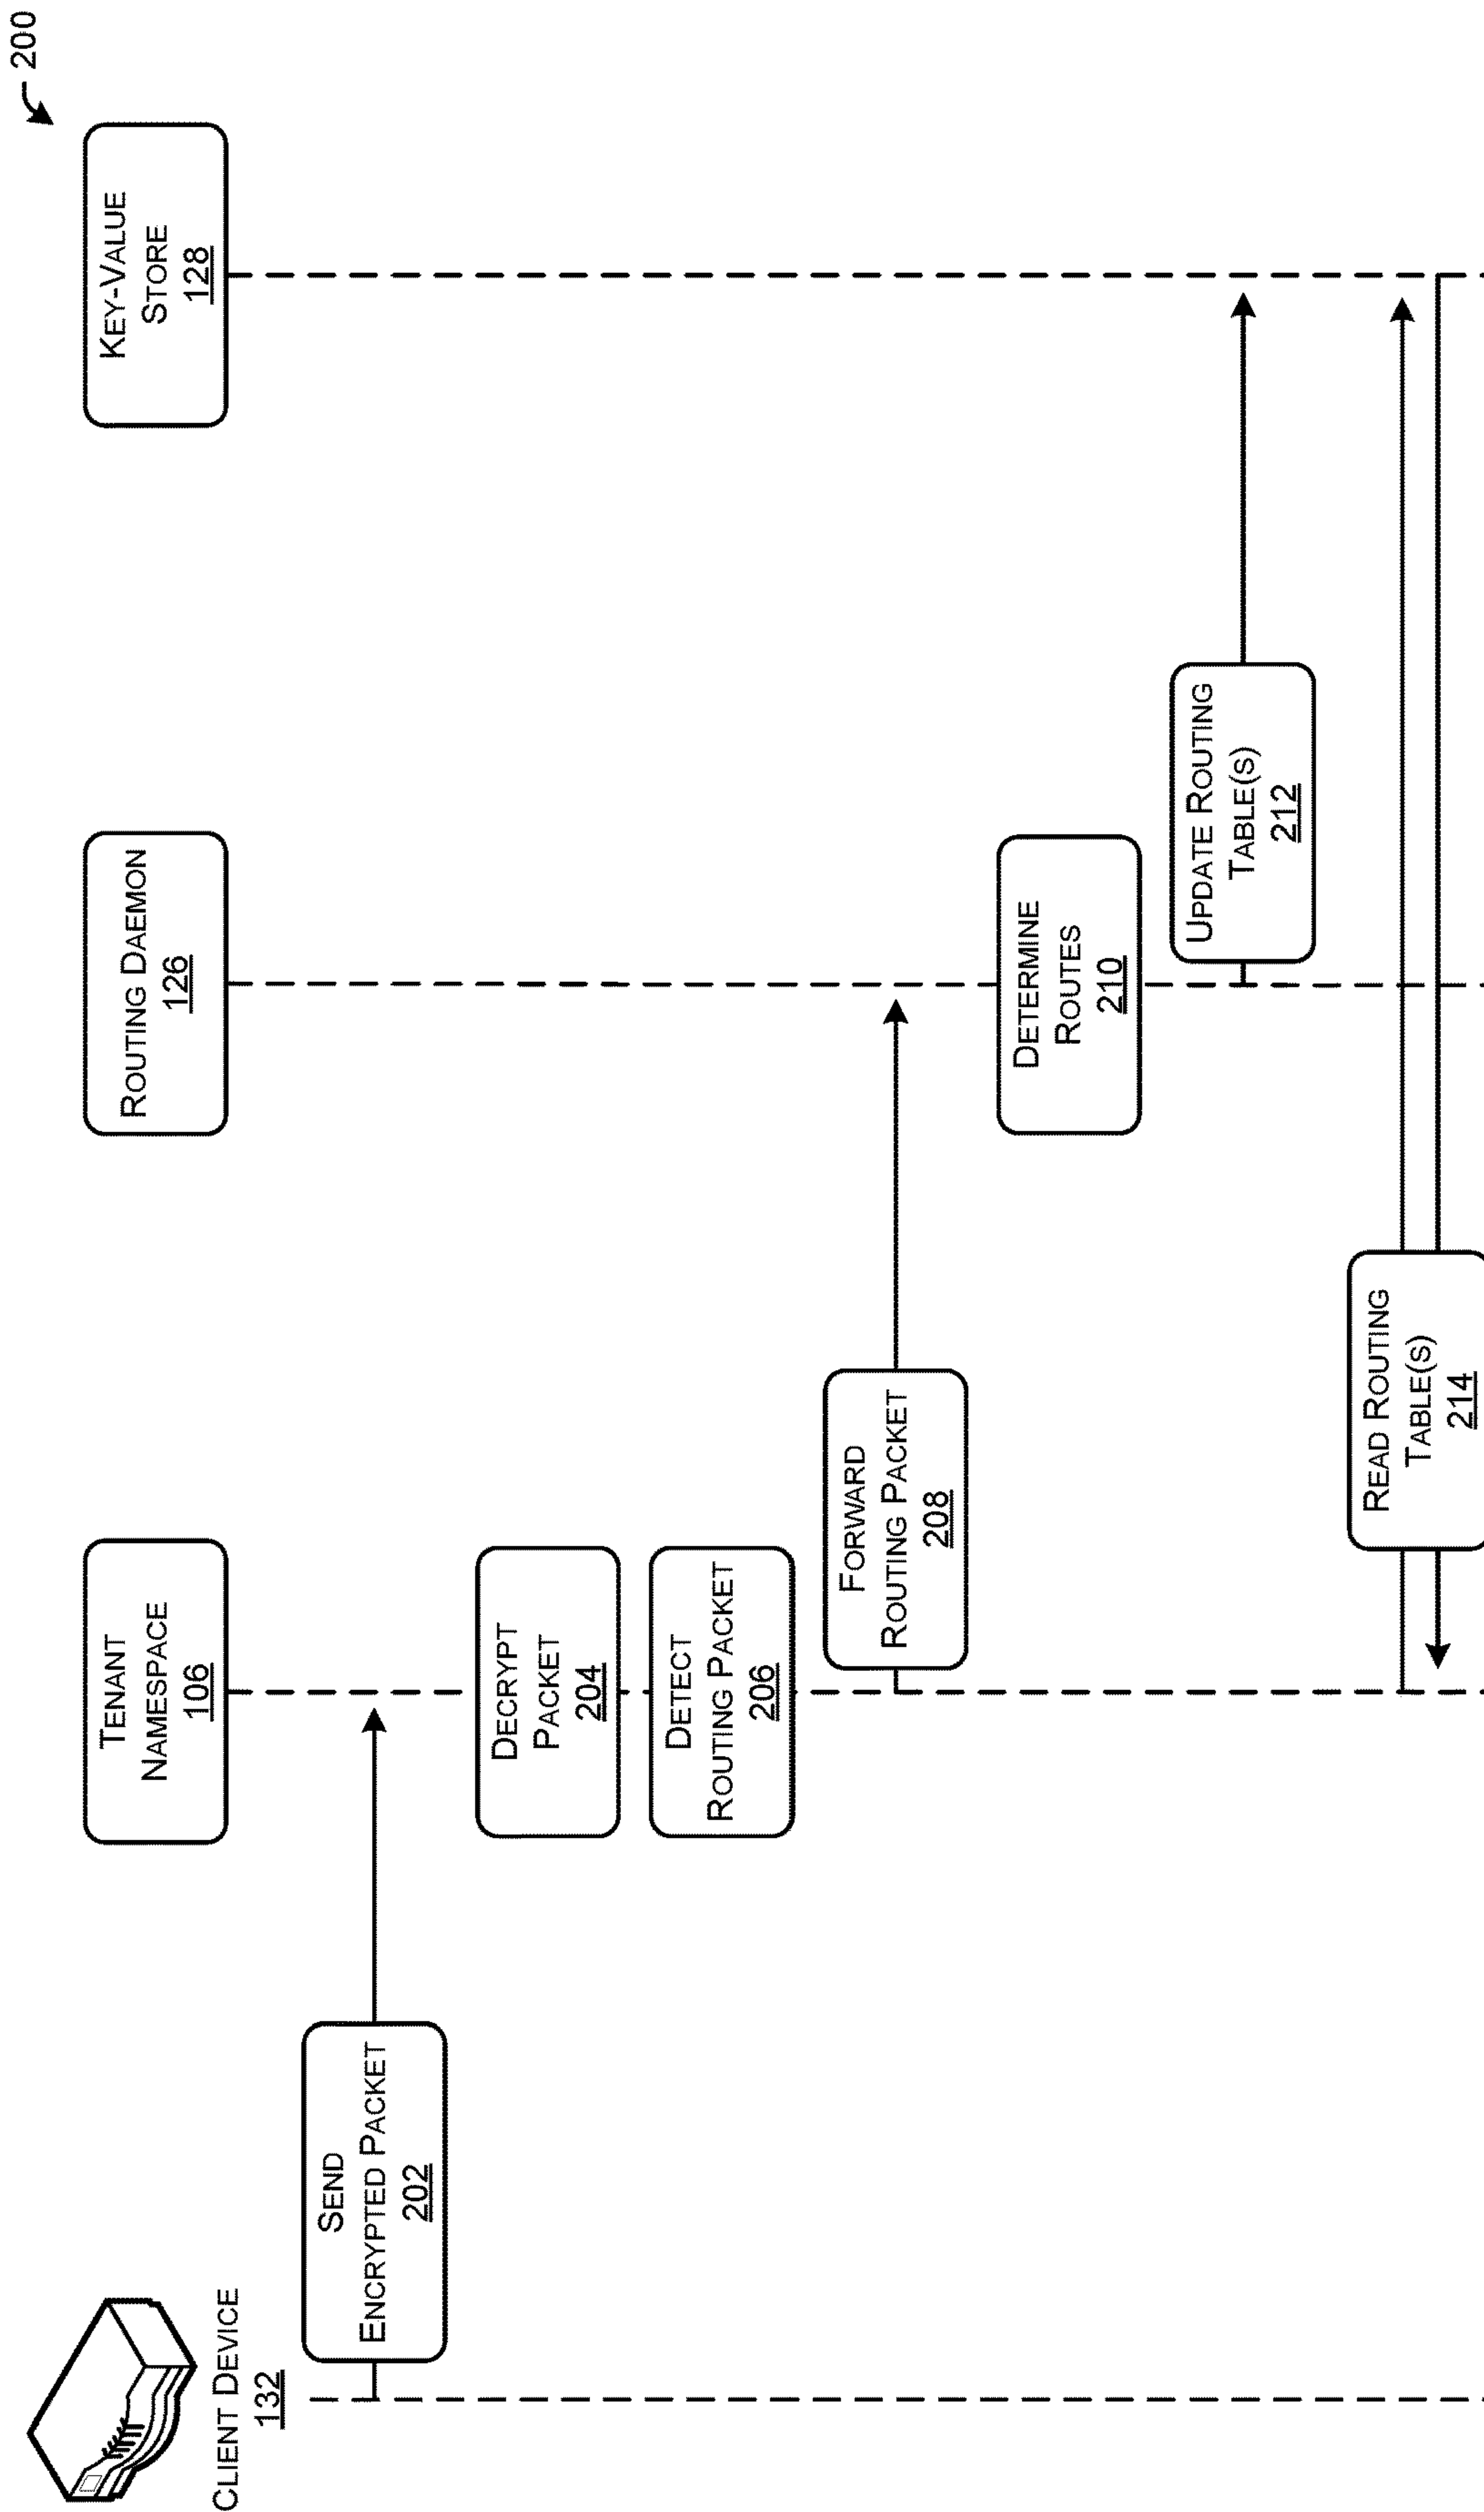 200
CLIENT DEVICE
132
TENANT
NAMESPACE
106
ROUTING DAEMON
126
KEY-VALUE
STORE
128
SEND
ENCRYPTED PACKET
202
DECRYPT
PACKET
204
DETECT
ROUTING PACKET
206
FORWARD
ROUTING PACKET
208
DETERMINE
ROUTES
210
UPDATE ROUTING
TABLE(S)
212
READ ROUTING
TABLE(S)
214